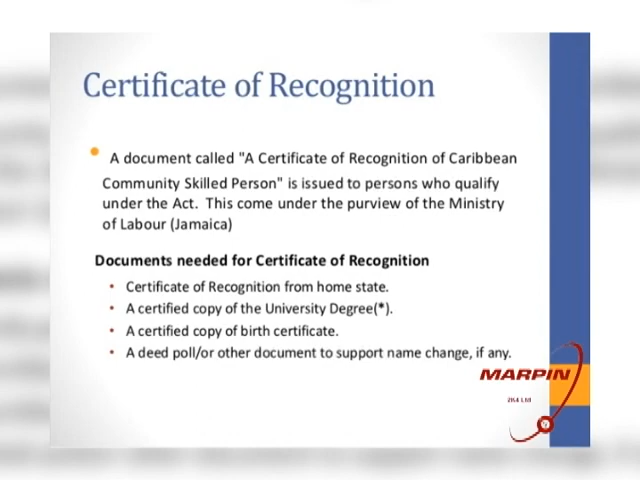 Certificate of Recognition
• A document called "A Certificate of Recognition of Caribbean
Community Skilled Person" is issued to persons who qualify
under the Act. This come under the purview of the Ministry
of Labour (Jamaica)
Documents needed for Certificate of Recognition
• Certificate of Recognition from home state.
• A certified copy of the University Degree(*).
• A certified copy of birth certificate.
• A deed poll/or other document to support name change, if any.
MARPIN
2K4 Ltd